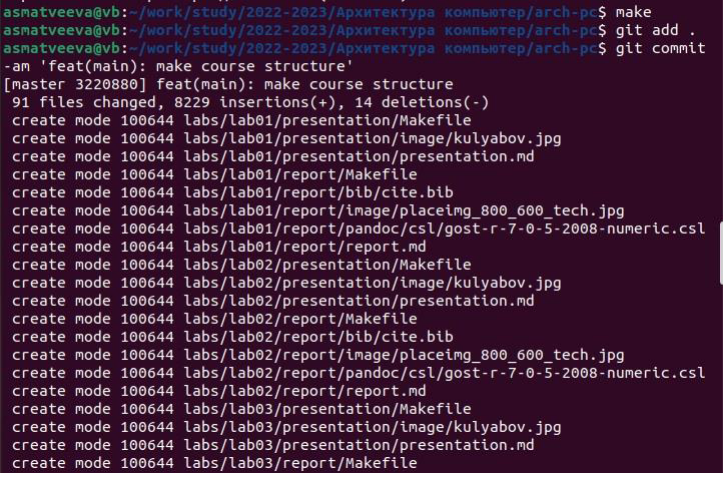 asmatveeva@vb:~/work/study/2022-2023/Архитектура компьютер/arch-pc$ make
asmatveeva@vb:~/work/study/2022-2023/Архитектура компьютер/arch-pc$ git add .
asmatveeva@vb:~/work/study/2022-2023/Архитектура компьютер/arch-pc$ git commit
-am 'feat(main): make course structure'
[master 3220880] feat(main): make course structure
91 files changed, 8229 insertions(+), 14 deletions(-)
create mode 100644 labs/lab01/presentation/Makefile
create mode 100644 labs/lab01/presentation/image/kulyabov.jpg
create mode 100644 labs/lab01/presentation/presentation.md
create mode 100644 labs/lab01/report/Makefile
create mode 100644 labs/lab01/report/bib/cite.bib
create mode 100644 labs/lab01/report/image/placeimg_800_600_tech.jpg
create mode 100644 labs/lab01/report/pandoc/csl/gost-r-7-0-5-2008-numeric.csl
create mode 100644 labs/lab01/report/report.md
create mode 100644 labs/lab02/presentation/Makefile
create mode 100644 labs/lab02/presentation/image/kulyabov.jpg
create mode 100644 labs/lab02/presentation/presentation.md
create mode 100644 labs/lab02/report/Makefile
create mode 100644 labs/lab02/report/bib/cite.bib
create mode 100644 labs/lab02/report/image/placeimg_800_600_tech.jpg
create mode 100644 labs/lab02/report/pandoc/csl/gost-r-7-0-5-2008-numeric.csl
create mode 100644 labs/lab02/report/report.md
create mode 100644 labs/lab03/presentation/Makefile
create mode 100644 labs/lab03/presentation/image/kulyabov.jpg
create mode 100644 labs/lab03/presentation/presentation.md
create mode 100644 labs/lab03/report/Makefile